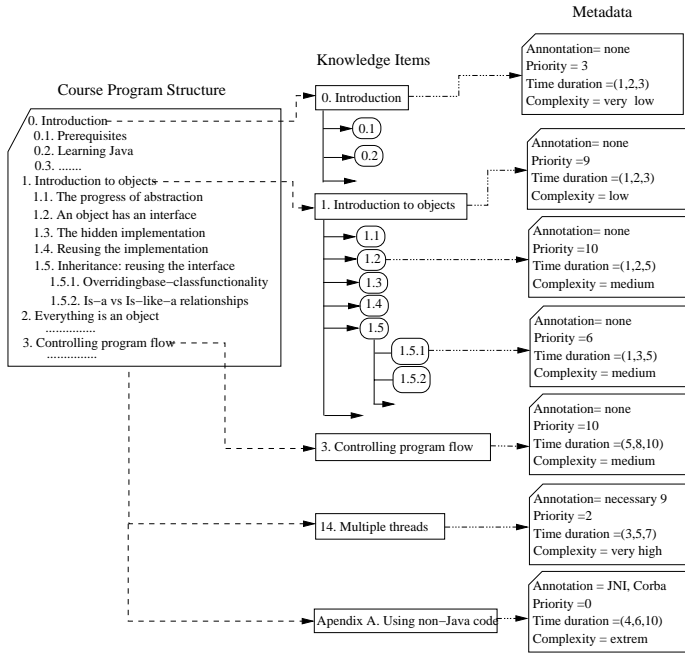 Metadata
Annontation= none
Priority = 3
Time duration =(1,2,3)
Complexity = very low
Knowledge Items
Course Program Structure
0. Introduction
0.1
0.2
0. Introduction
0.1. Prerequisites
0.2. Learning Java
0.3. .......
1. Introduction to objects
1.1. The progress of abstraction
1.2. An object has an interface
1.3. The hidden implementation
1.4. Reusing the implementation
1.5. Inheritance: reusing the interface
1.5.1. Overridingbase−classfunctionality
1.5.2. Is−a vs Is−like−a relationships
2. Everything is an object
...............
3. Controlling program flow
...............
Annotation= none
Priority =9
Time duration =(1,2,3)
Complexity = low
1. Introduction to objects
1.1
1.2
1.3
1.4
1.5
1.5.1
1.5.2
Annotation= none
Priority =10
Time duration: =(1,2,5)
Complexity = medium
Annotation= none
Priority =6
Time duration =(1,3,5)
Complexity = medium
3. Controlling program flow
Annotation= none
Priority =10
Time duration =(5,8,10)
Complexity = medium
14. Multiple threads
Annotation= necessary 9
Priority =2
Time duration =(3,5,7)
Complexity = very high
Apendix A. Using non−Java code
Annotation = JNI, Corba
Priority =0
Time duration =(4,6,10)
Complexity = extrem